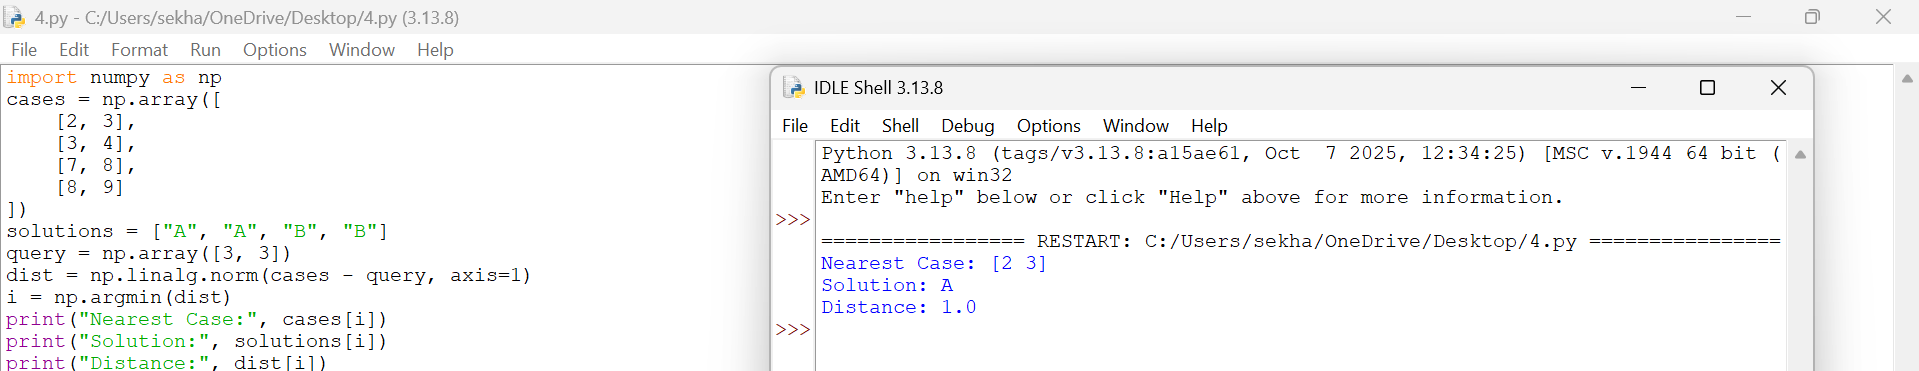 4.py - C:/Users/sekha/OneDrive/Desktop/4.py (3.13.8)
File Edit Format Run Options Window Help
import numpy as np
cases = np.array([
    [2, 3],
    [3, 4],
    [7, 8],
    [8, 9]
])
solutions = ["A", "A", "B", "B"]
query = np.array([3, 3])
dist = np.linalg.norm(cases - query, axis=1)
i = np.argmin(dist)
print("Nearest Case:", cases[i])
print("Solution:", solutions[i])
print("Distance:", dist[i])
IDLE Shell 3.13.8
File Edit Shell Debug Options Window Help
Python 3.13.8 (tags/v3.13.8:a15ae61, Oct  7 2025, 12:34:25) [MSC v.1944 64 bit (
AMD64)] on win32
Enter "help" below or click "Help" above for more information.
>>>
================= RESTART: C:/Users/sekha/OneDrive/Desktop/4.py ================
Nearest Case: [2 3]
Solution: A
Distance: 1.0
>>>